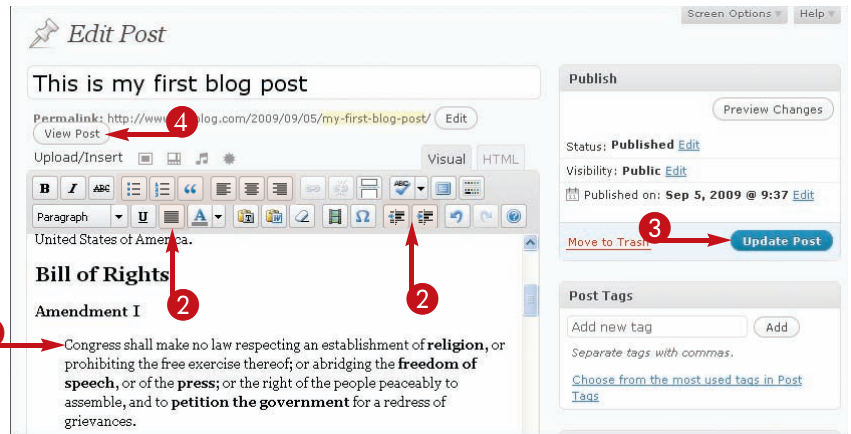 Screen Options Help
Edit Post
This is my first blog post
Permalink: http://www. log.com/2009/09/05/my-first-blog-post/ Edit
4
View Post
Upload/Insert Visual HTML
B I ABC ABC
Paragraph U A T W Ω ?
United States of America.
2 2
Bill of Rights
Amendment I
Congress shall make no law respecting an establishment of religion, or
prohibiting the free exercise thereof; or abridging the freedom of
speech, or of the press; or the right of the people peaceably to
assemble, and to petition the government for a redress of
grievances.
Publish
Preview Changes
Status: Published Edit
Visibility: Public Edit
Published on: Sep 5, 2009 @ 9:37 Edit
3
Move to Trash Update Post
Post Tags
Add new tag Add
Separate tags with commas.
Choose from the most used tags in Post
Tags